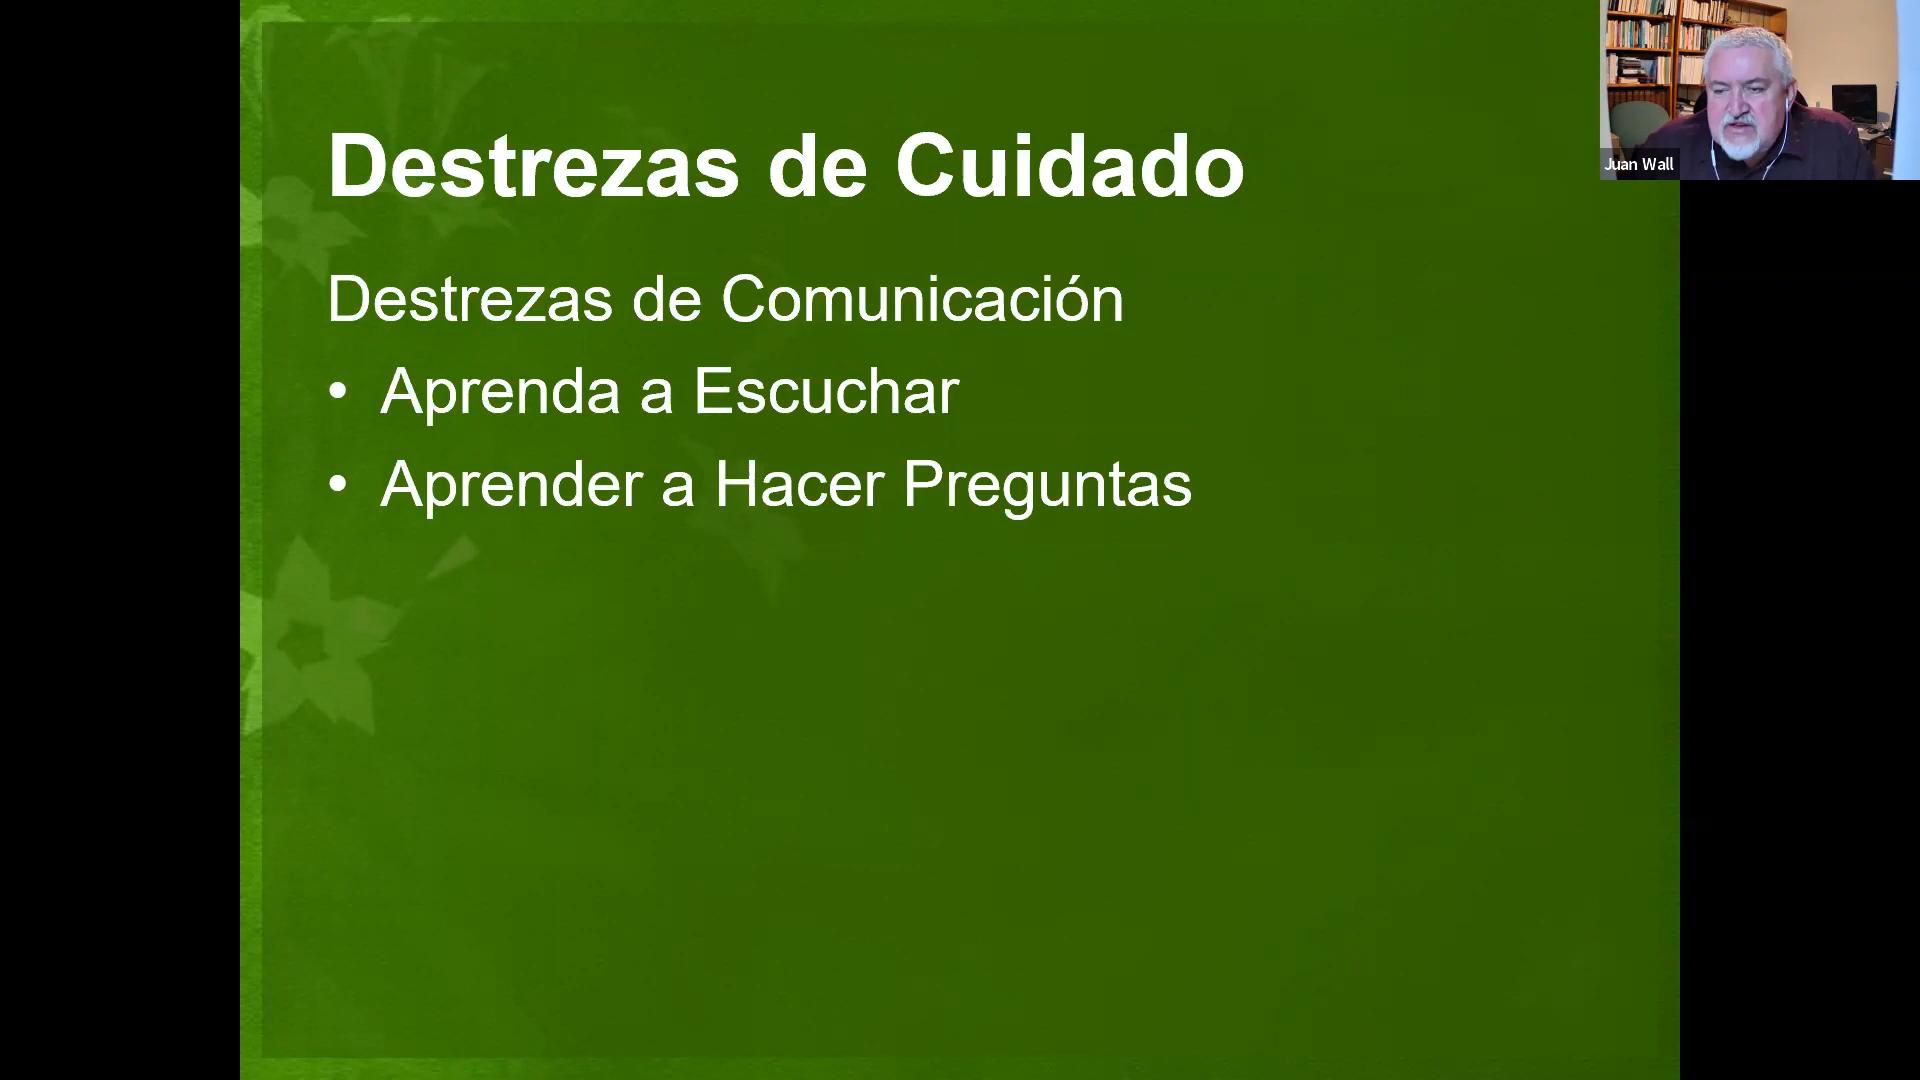 Destrezas de Cuidado
Destrezas de Comunicación
• Aprenda a Escuchar
• Aprender a Hacer Preguntas
Juan Wall